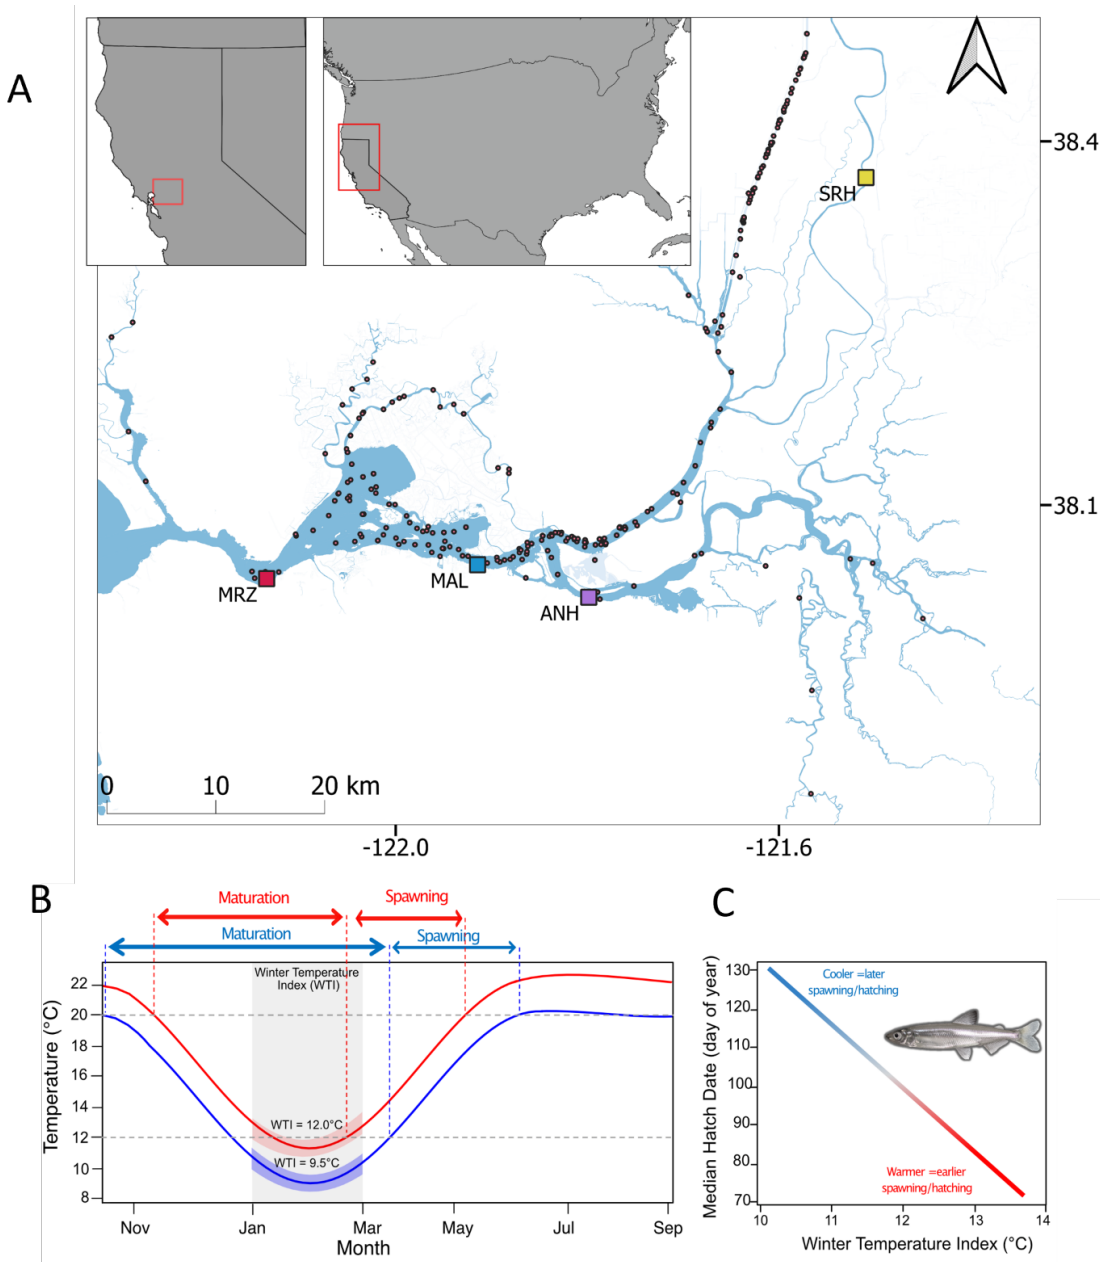 A
38.4
SRH
38.1
MRZ
MAL
ANH
0 10 20 km
-122.0
-121.6
B
Maturation
Spawning
Maturation
Spawning
Winter Temperature
Index (WTI)
22
20
18
16
14
12
10
8
Temperature (°C)
WTI = 12.0°C
WTI = 9.5°C
Nov Jan Mar May Jul Sep
Month
C
130
120
110
100
90
80
70
Median Hatch Date (day of year)
Cooler =later
spawning/hatching
Warmer =earlier
spawning/hatching
10 11 12 13 14
Winter Temperature Index (°C)